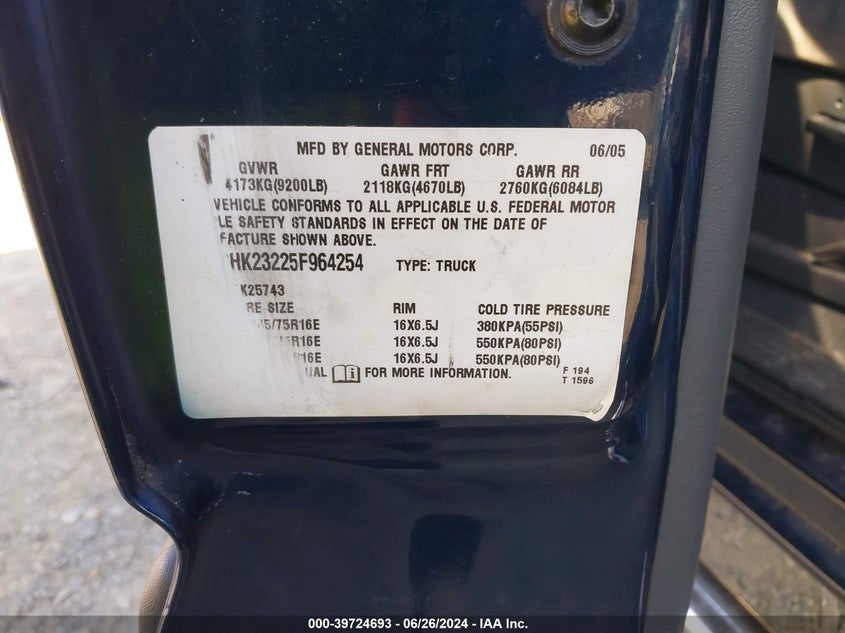 MFD BY GENERAL MOTORS CORP. 06/05
GVWR GAWR FRT GAWR RR
4173KG(9200LB) 2118KG(4670LB) 2760KG(6084LB)
VEHICLE CONFORMS TO ALL APPLICABLE U.S. FEDERAL MOTOR
LE SAFETY STANDARDS IN EFFECT ON THE DATE OF
FACTURE SHOWN ABOVE.
HK23225F964254 TYPE: TRUCK
K25743
RE SIZE RIM COLD TIRE PRESSURE
5/75R16E 16X6.5J 380KPA(55PSI)
R16E 16X6.5J 550KPA(80PSI)
16E 16X6.5J 550KPA(80PSI)
UAL FOR MORE INFORMATION.
F 194
T 1596
000-39724693 - 06/26/2024 - IAA Inc.